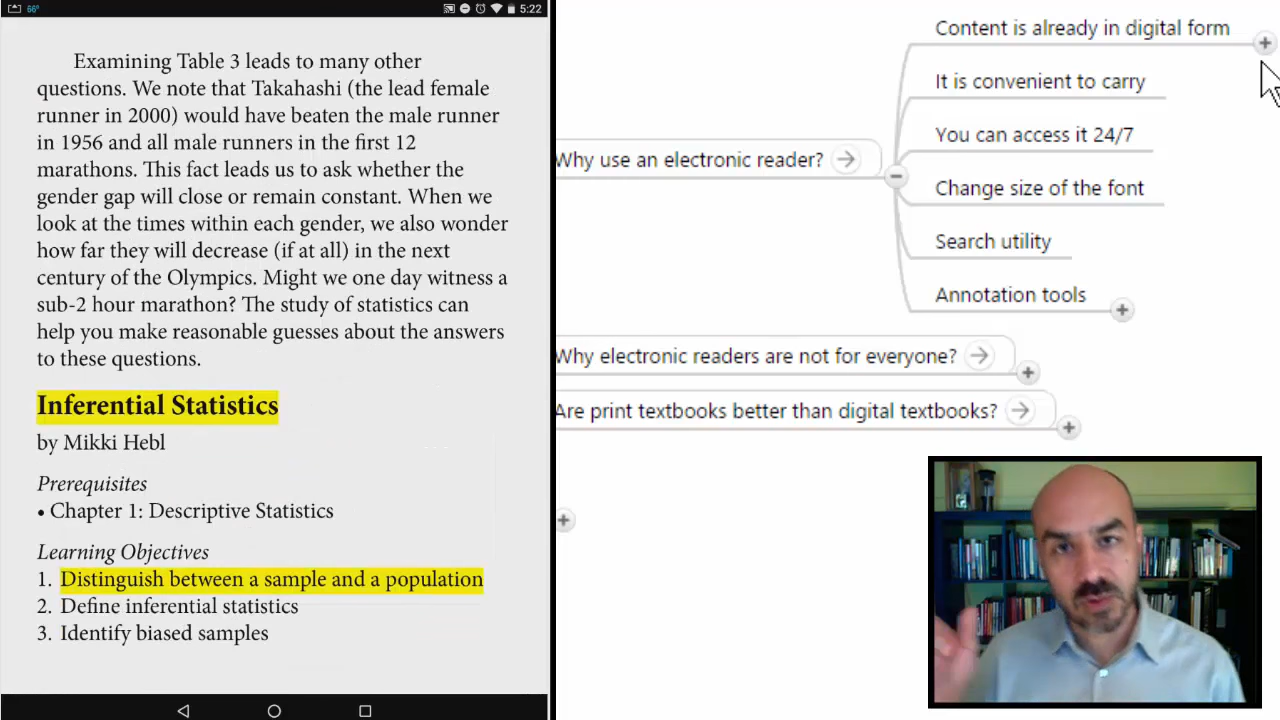 66°
5:22
Examining Table 3 leads to many other
questions. We note that Takahashi (the lead female
runner in 2000) would have beaten the male runner
in 1956 and all male runners in the first 12
marathons. This fact leads us to ask whether the
gender gap will close or remain constant. When we
look at the times within each gender, we also wonder
how far they will decrease (if at all) in the next
century of the Olympics. Might we one day witness a
sub-2 hour marathon? The study of statistics can
help you make reasonable guesses about the answers
to these questions.
Inferential Statistics
by Mikki Hebl
Prerequisites
• Chapter 1: Descriptive Statistics
Learning Objectives
1. Distinguish between a sample and a population
2. Define inferential statistics
3. Identify biased samples
Why use an electronic reader?
Content is already in digital form
It is convenient to carry
You can access it 24/7
Change size of the font
Search utility
Annotation tools
Why electronic readers are not for everyone?
Are print textbooks better than digital textbooks?